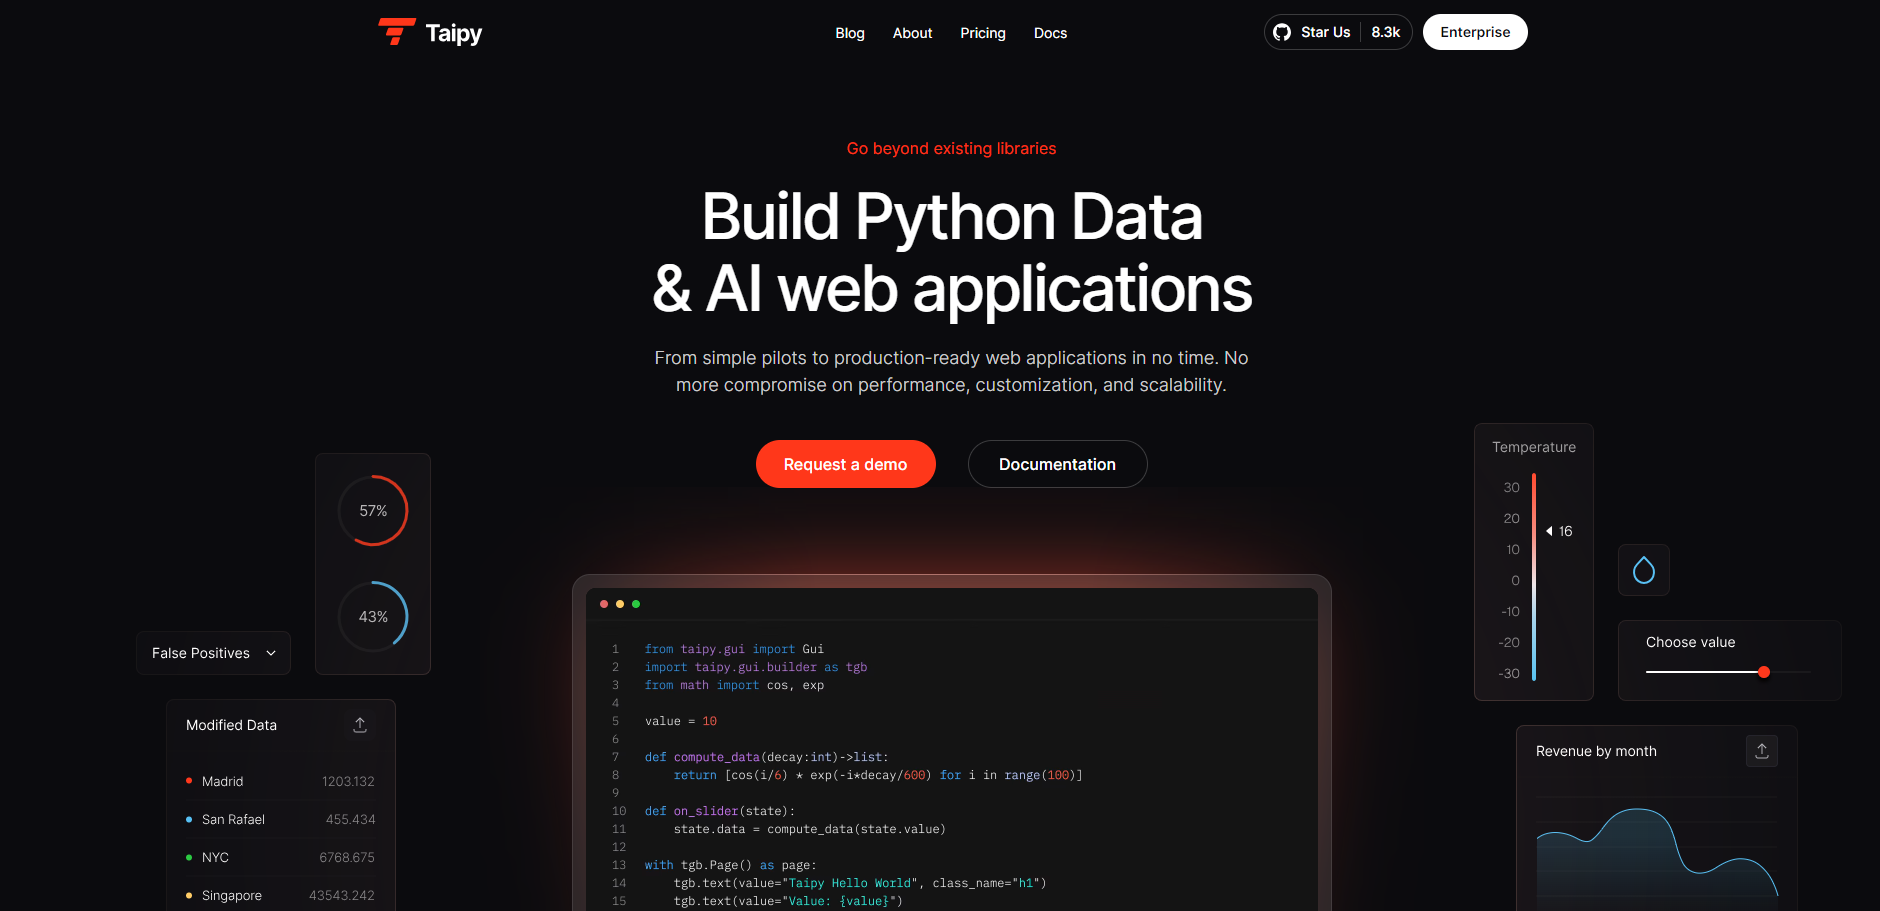 Taipy
Blog
About
Pricing
Docs
Star Us
8.3k
Enterprise
Go beyond existing libraries
Build Python Data
& AI web applications
From simple pilots to production-ready web applications in no time. No
more compromise on performance, customization, and scalability.
Request a demo
Documentation
57%
43%
False Positives
Modified Data
Madrid 1203.132
San Rafael 455.434
NYC 6768.675
Singapore 43543.242
1 from taipy.gui import Gui
2 import taipy.gui.builder as tgb
3 from math import cos, exp
4
5 value = 10
6
7 def compute_data(decay:int)->list:
8 return [cos(i/6) * exp(-i*decay/600) for i in range(100)]
9
10 def on_slider(state):
11 state.data = compute_data(state.value)
12
13 with tgb.Page() as page:
14 tgb.text(value="Taipy Hello World", class_name="h1")
15 tgb.text(value="Value: {value}")
Temperature
30
20
16
10
0
-10
-20
-30
Choose value
Revenue by month